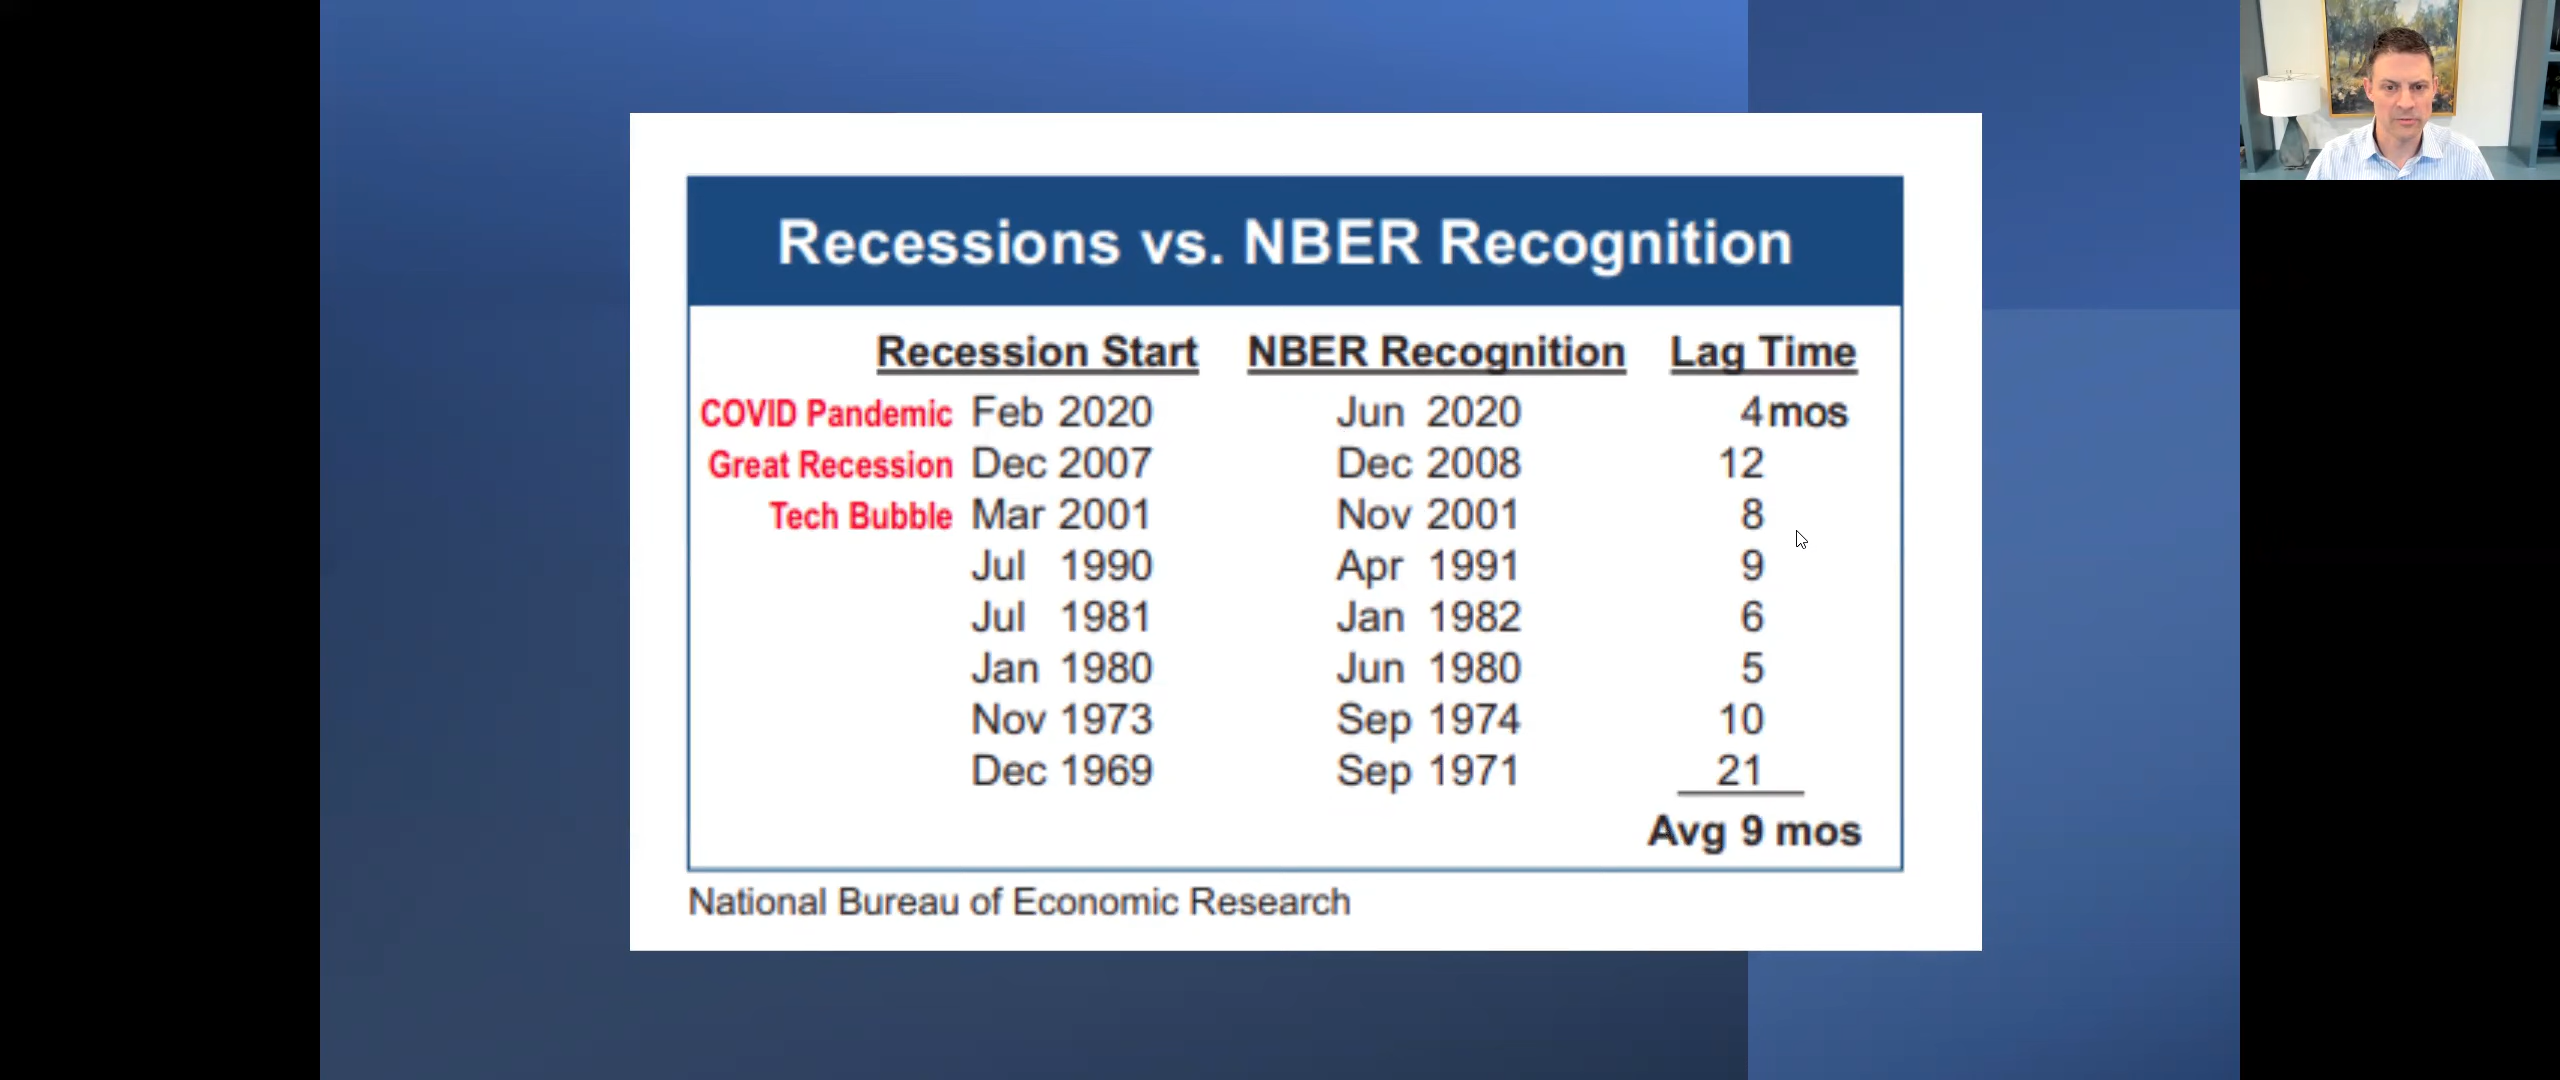 Recessions vs. NBER Recognition
Recession Start NBER Recognition Lag Time
COVID Pandemic Feb 2020 Jun 2020 4 mos
Great Recession Dec 2007 Dec 2008 12
Tech Bubble Mar 2001 Nov 2001 8
Jul 1990 Apr 1991 9
Jul 1981 Jan 1982 6
Jan 1980 Jun 1980 5
Nov 1973 Sep 1974 10
Dec 1969 Sep 1971 21
Avg 9 mos
National Bureau of Economic Research